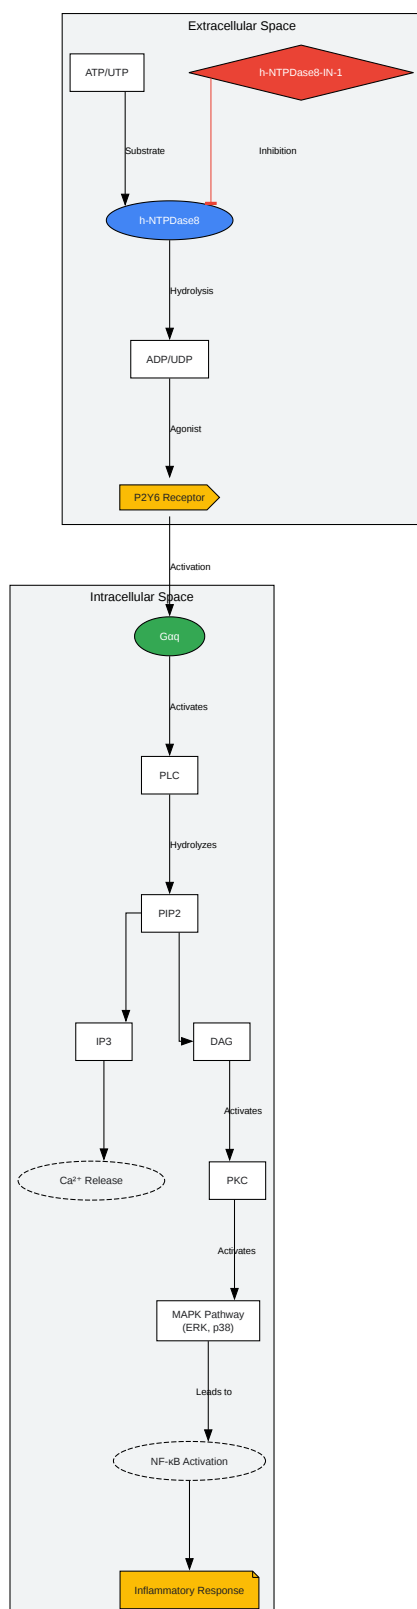 Extracellular Space
ATP/UTP
h-NTPDase8-IN-1
Substrate
Inhibition
h-NTPDase8
Hydrolysis
ADP/UDP
Agonist
P2Y6 Receptor
Activation
Intracellular Space
Gαq
Activates
PLC
Hydrolyzes
PIP2
IP3
DAG
Activates
Ca²⁺ Release
PKC
Activates
MAPK Pathway
(ERK, p38)
Leads to
NF-κB Activation
Inflammatory Response